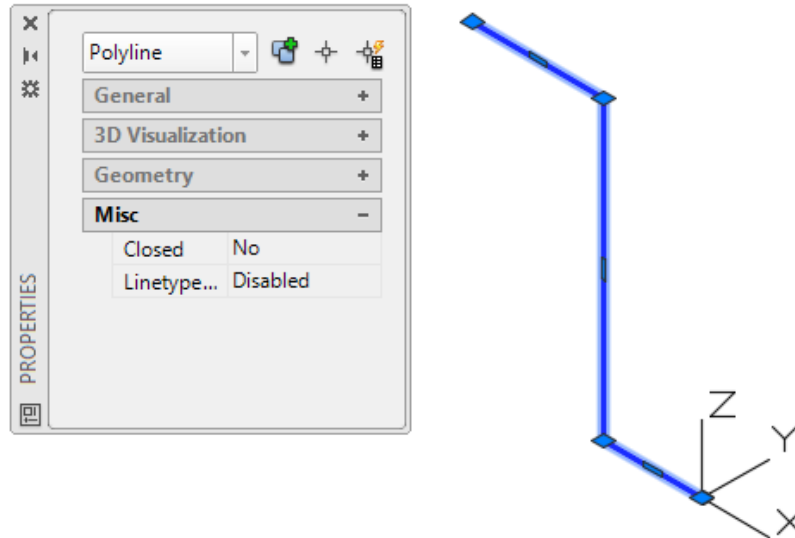 Polyline
General
3D Visualization
Geometry
Misc
Closed No
Linetype... Disabled
PROPERTIES
Z
Y
X